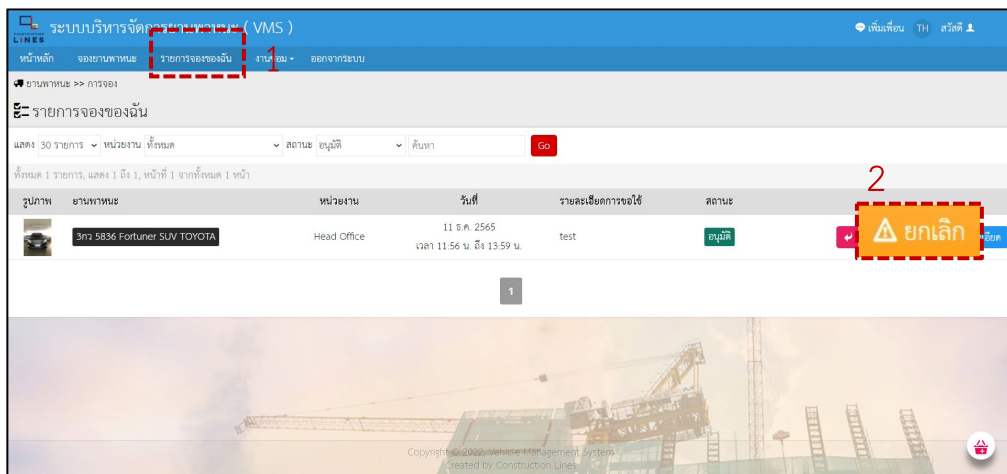 LINES ระบบบริหารจัดการยานพาหนะ ( VMS ) เพิ่มเพื่อน TH สวัสดี
หน้าหลัก จองยานพาหนะ รายการจองของฉัน 1 ออกจากระบบ
ยานพาหนะ >> การจอง
รายการจองของฉัน
แสดง 30 รายการ หน่วยงาน ทั้งหมด สถานะ อนุมัติ ค้นหา Go
ทั้งหมด 1 รายการ, แสดง 1 ถึง 1, หน้าที่ 1 จากทั้งหมด 1 หน้า
2
รูปภาพ ยานพาหนะ หน่วยงาน วันที่ รายละเอียดการขอใช้ สถานะ
3กว 5836 Fortuner SUV TOYOTA Head Office 11 ธ.ค. 2565 test อนุมัติ ยกเลิก
เวลา 11:56 น. ถึง 13:59 น.
1
Copyright © 2022, Vehicle Management System
Created by Construction Lines